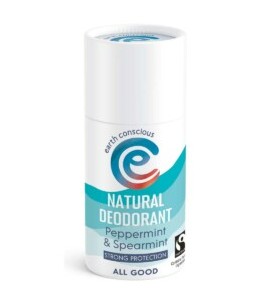 earth conscious
NATURAL
DEODORANT
Peppermint
& Spearmint
STRONG PROTECTION
ALL GOOD